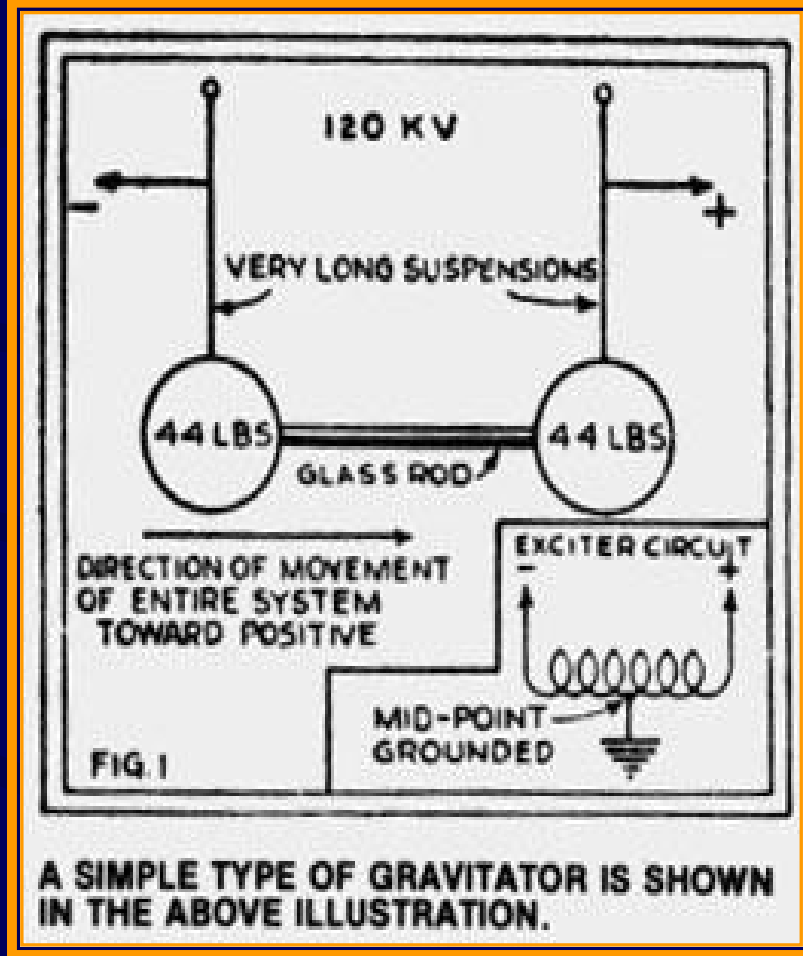 120 KV
- +
VERY LONG SUSPENSIONS
44 LBS 44 LBS
GLASS ROD
DIRECTION OF MOVEMENT
OF ENTIRE SYSTEM
TOWARD POSITIVE
EXCITER CIRCUIT
- +
MID-POINT
GROUNDED
FIG. 1
A SIMPLE TYPE OF GRAVITATOR IS SHOWN
IN THE ABOVE ILLUSTRATION.